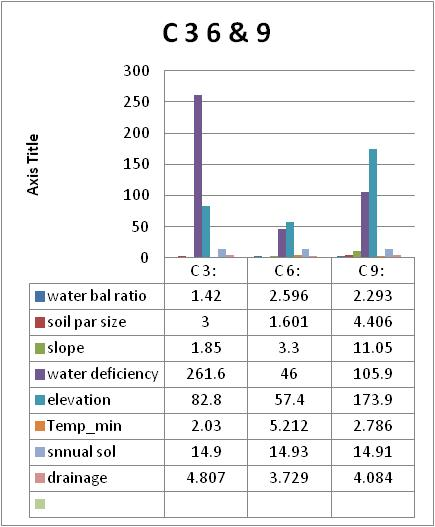 C 3 6 & 9
Axis Title
300
250
200
150
100
50
0
C 3: C 6: C 9:
water bal ratio 1.42 2.596 2.293
soil par size 3 1.601 4.406
slope 1.85 3.3 11.05
water deficiency 261.6 46 105.9
elevation 82.8 57.4 173.9
Temp_min 2.03 5.212 2.786
snnual sol 14.9 14.93 14.91
drainage 4.807 3.729 4.084